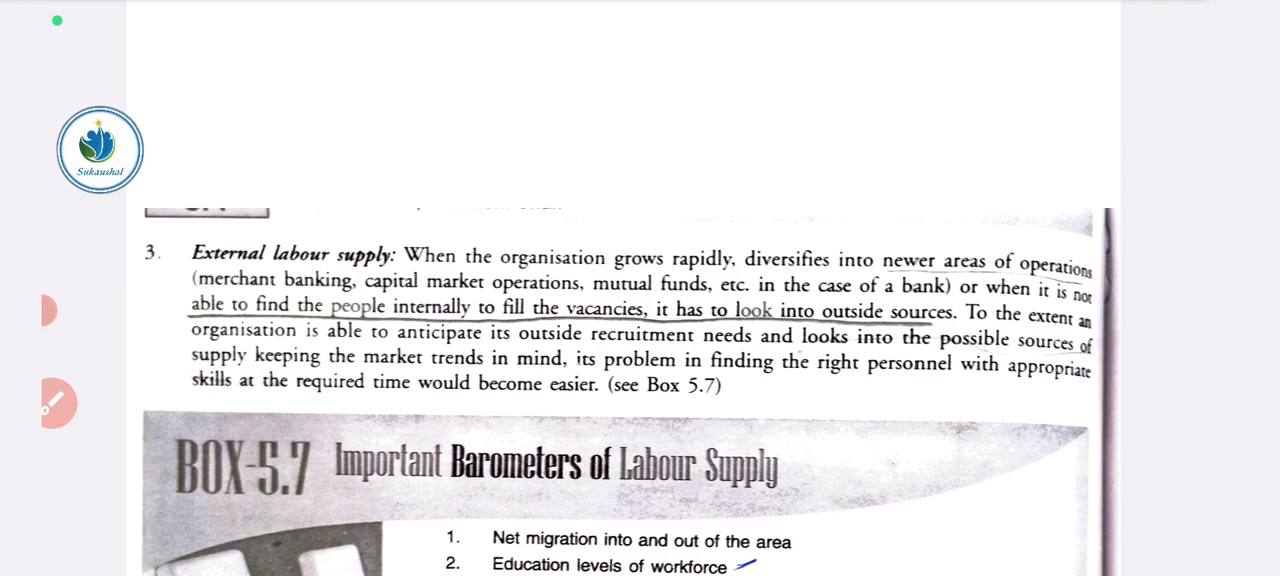 Sukaushal
3. External labour supply: When the organisation grows rapidly, diversifies into newer areas of operations
(merchant banking, capital market operations, mutual funds, etc. in the case of a bank) or when it is not
able to find the people internally to fill the vacancies, it has to look into outside sources. To the extent an
organisation is able to anticipate its outside recruitment needs and looks into the possible sources of
supply keeping the market trends in mind, its problem in finding the right personnel with appropriate
skills at the required time would become easier. (see Box 5.7)
BOX-5.7 Important Barometers of Labour Supply
1. Net migration into and out of the area
2. Education levels of workforce